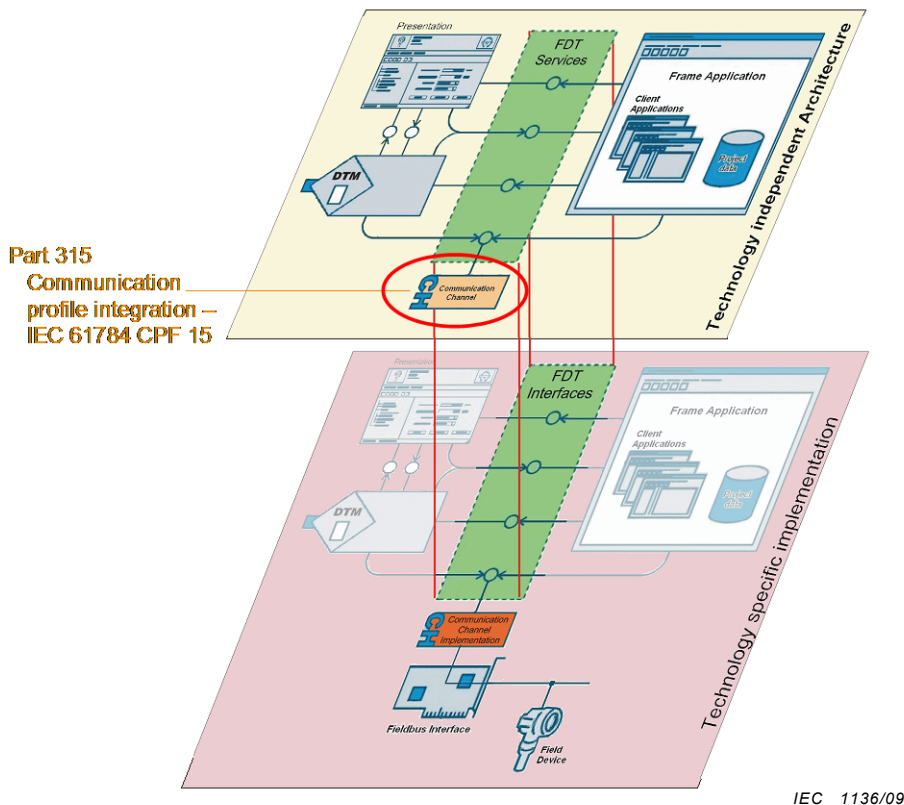 Presentation
FDT
Services
Frame Application
Client
Applications
Project
data
DTM
Technology independent Architecture
Part 315
Communication
profile integration –
IEC 61784 CPF 15
CH
Communication
Channel
Presentation
FDT
Interfaces
Frame Application
Client
Applications
Project
data
DTM
Technology specific implementation
CH
Communication
Channel
Implementation
Fieldbus Interface
Field
Device
IEC 1136/09